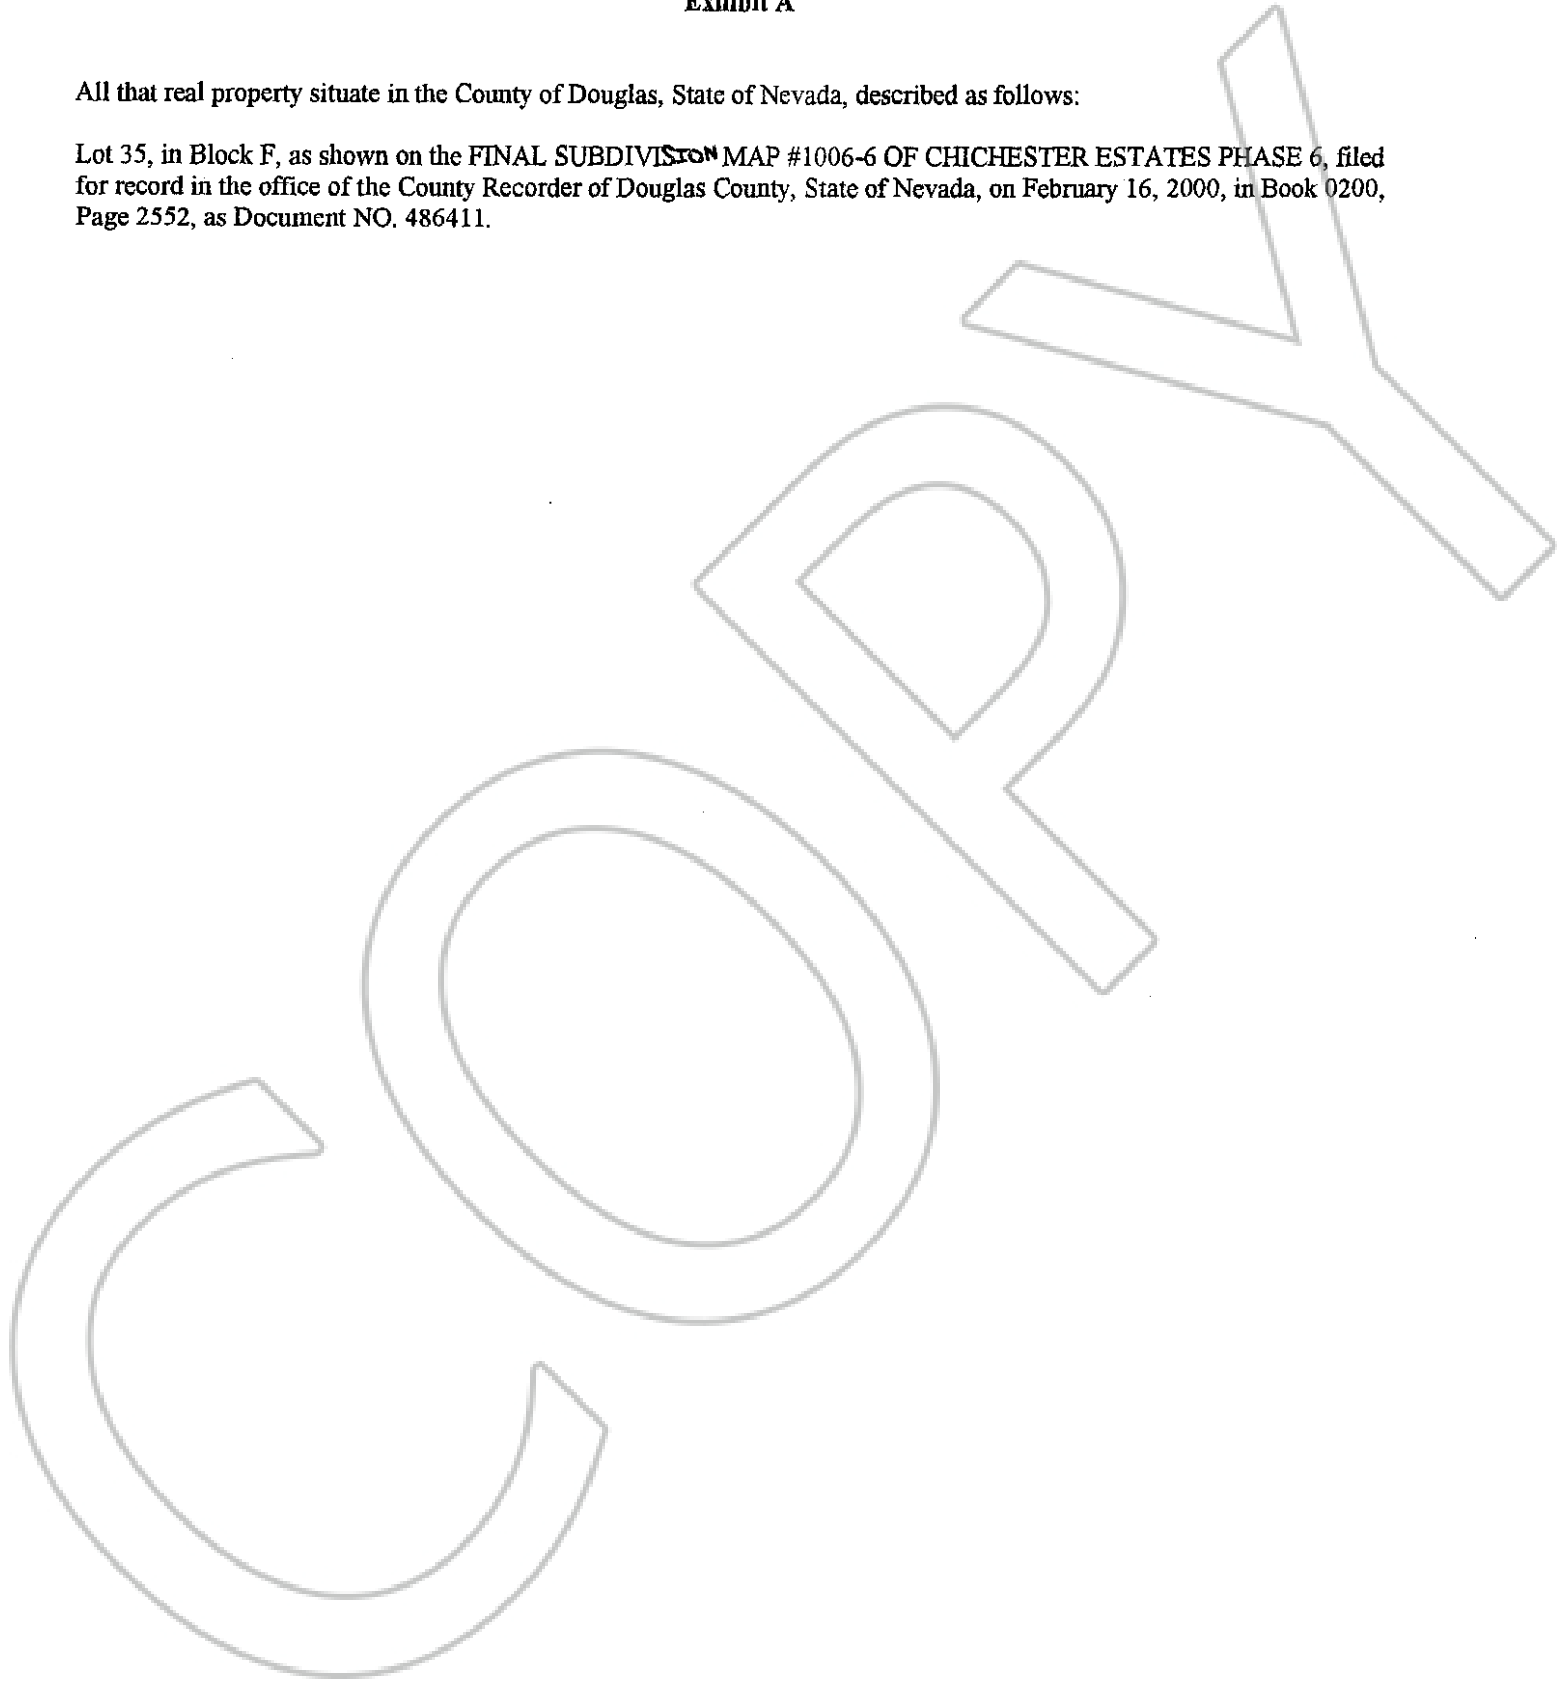 Exhibit A
All that real property situate in the County of Douglas, State of Nevada, described as follows:
Lot 35, in Block F, as shown on the FINAL SUBDIVISION MAP #1006-6 OF CHICHESTER ESTATES PHASE 6, filed
for record in the office of the County Recorder of Douglas County, State of Nevada, on February 16, 2000, in Book 0200,
Page 2552, as Document NO. 486411.
COPY